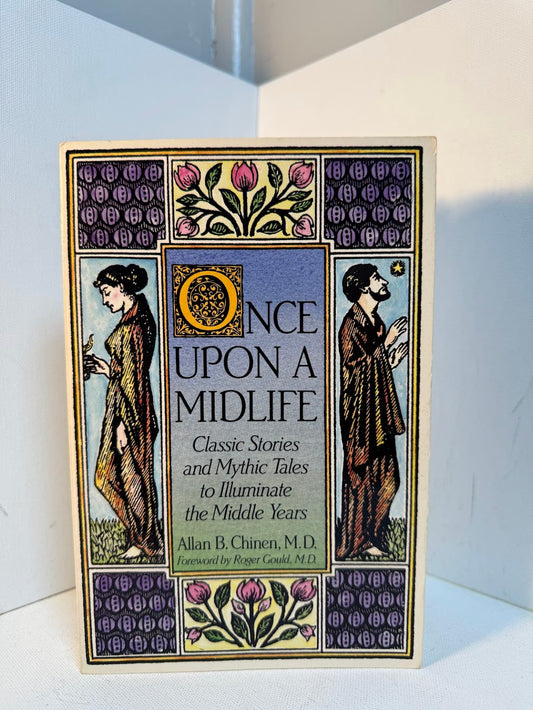 ONCE
UPON A
MIDLIFE
Classic Stories
and Mythic Tales
to Illuminate
the Middle Years
Allan B. Chinen, M.D.
Foreword by Roger Gould, M.D.